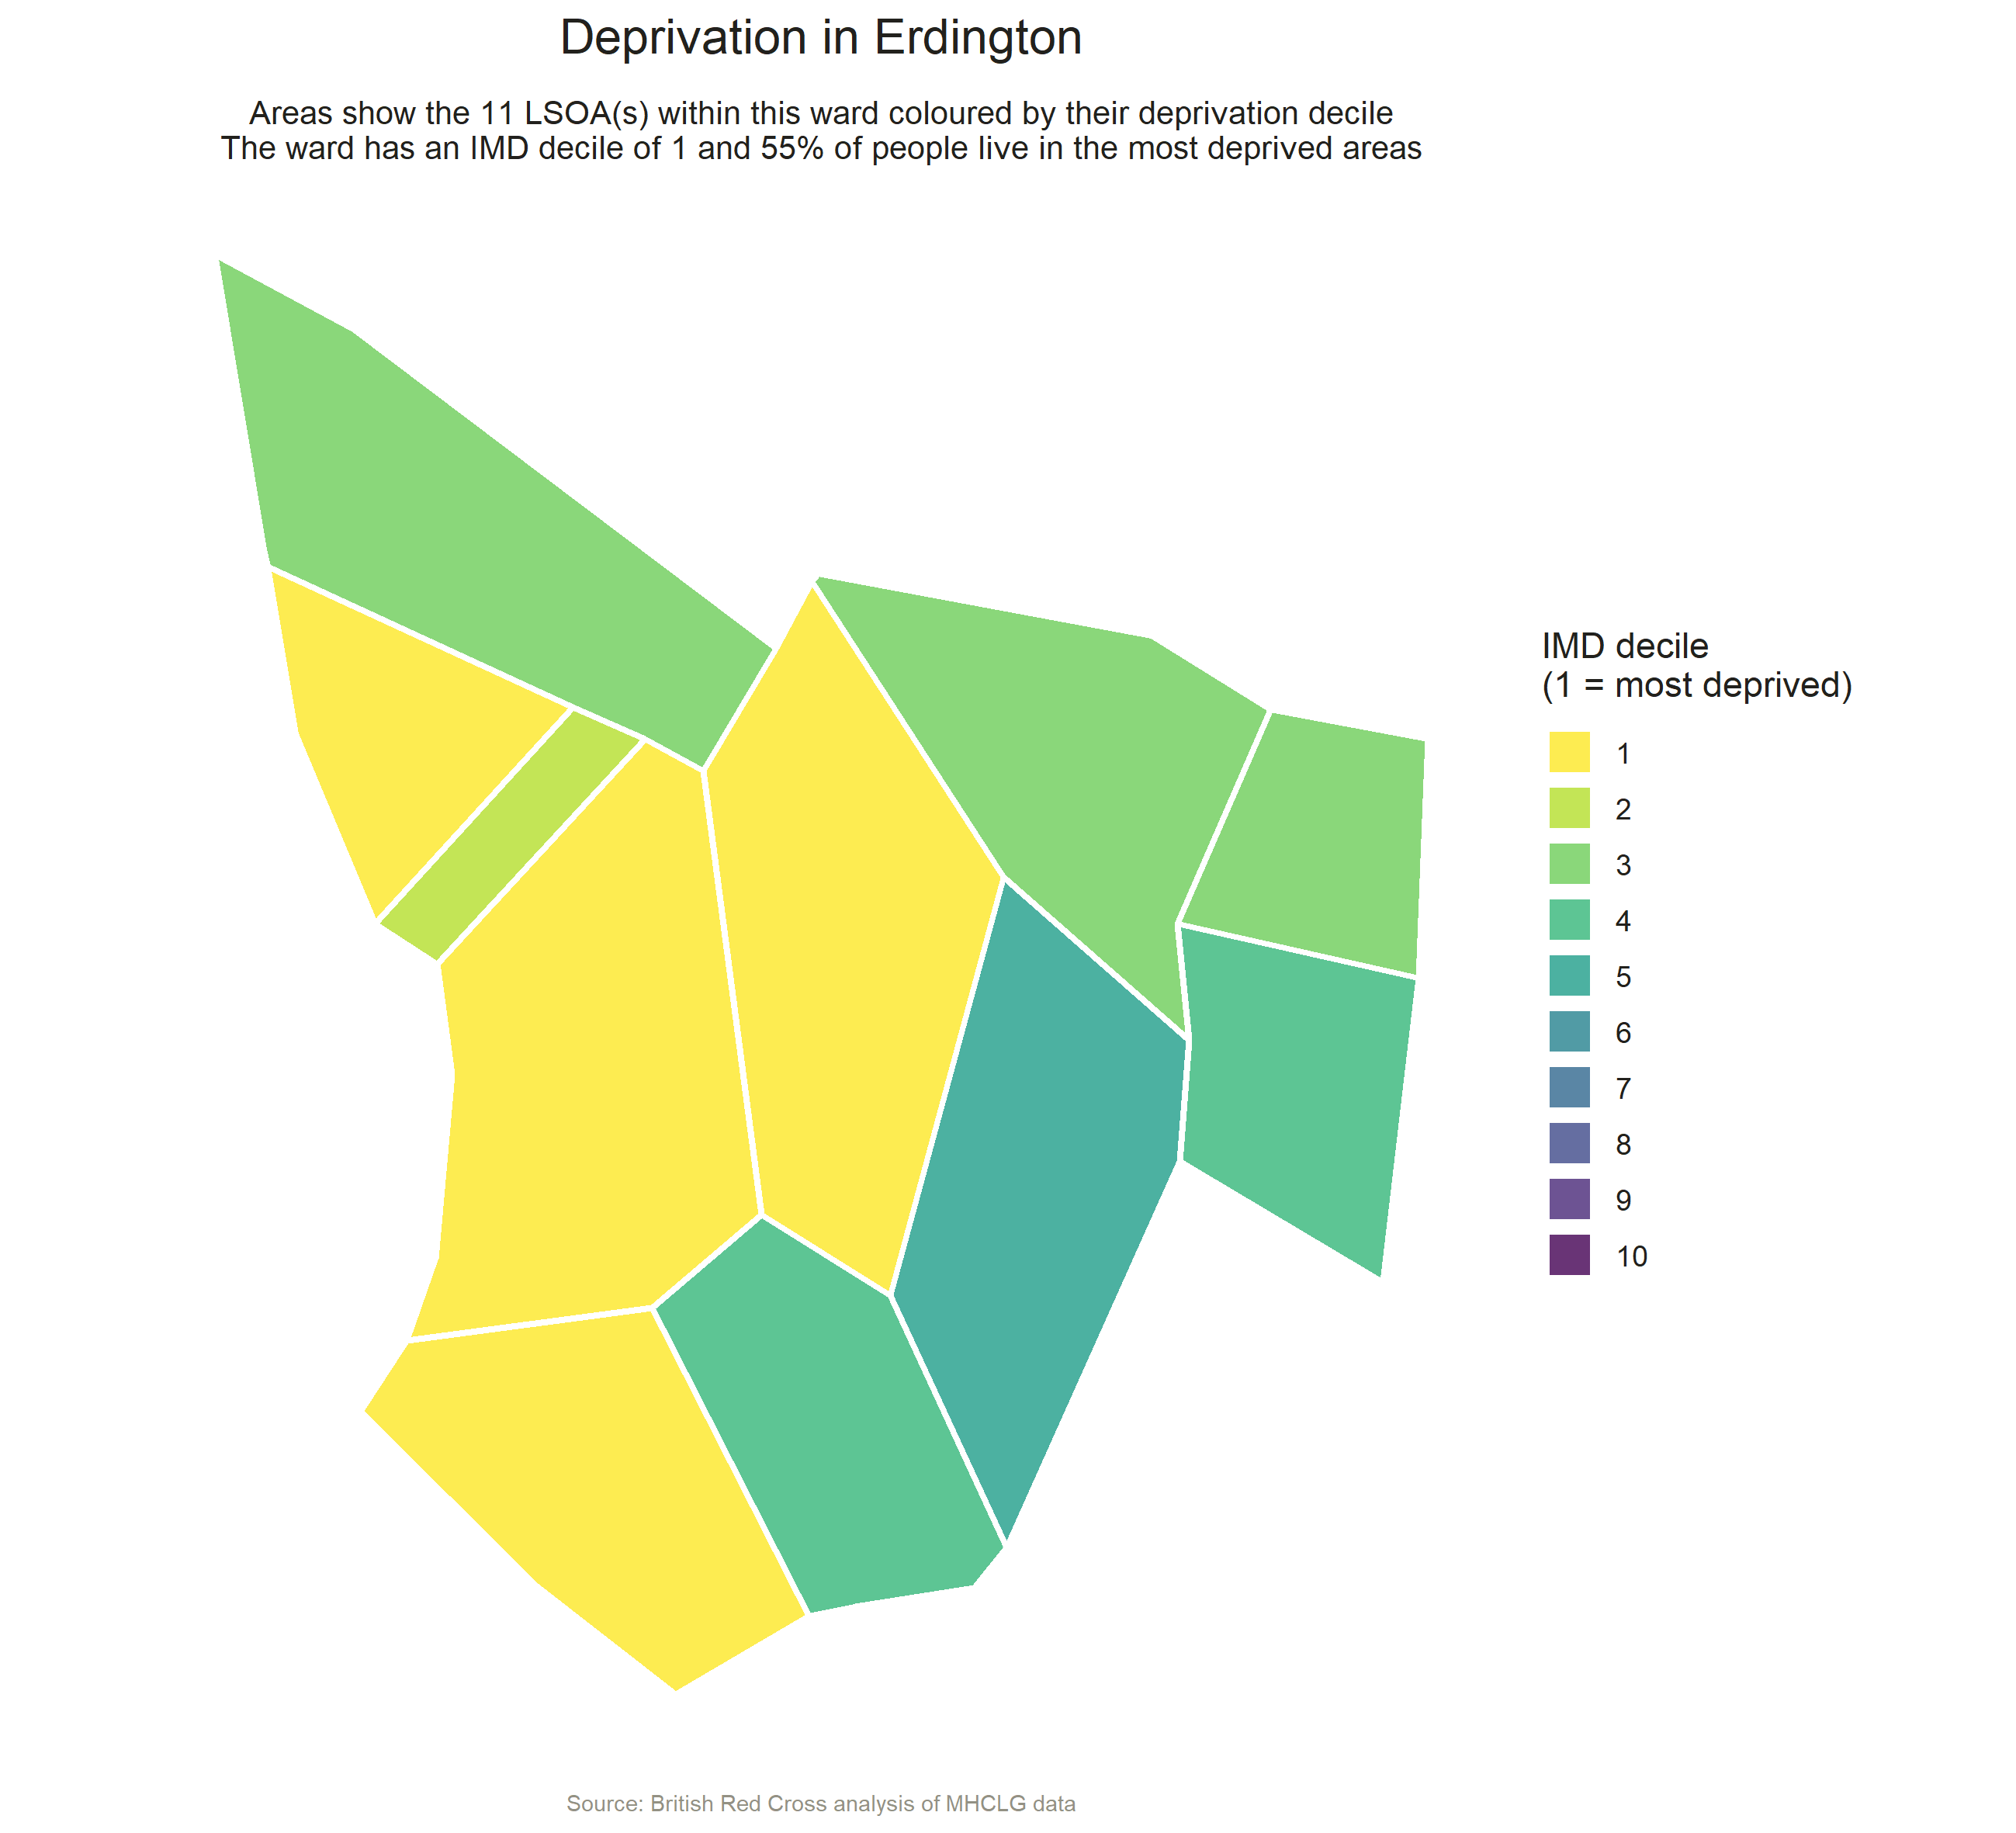 Deprivation in Erdington
Areas show the 11 LSOA(s) within this ward coloured by their deprivation decile
The ward has an IMD decile of 1 and 55% of people live in the most deprived areas
IMD decile
(1 = most deprived)
1
2
3
4
5
6
7
8
9
10
Source: British Red Cross analysis of MHCLG data